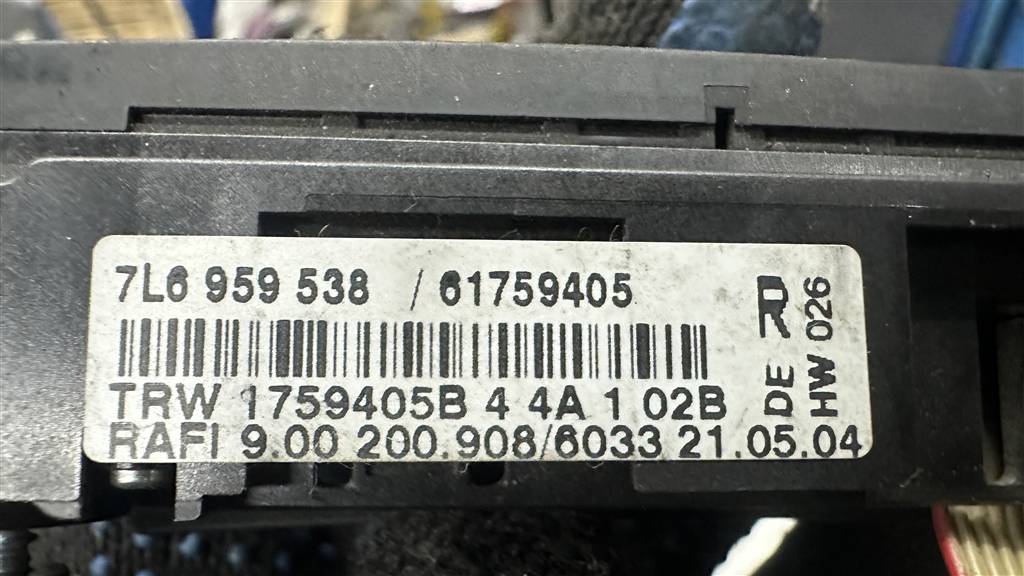 7L6 959 538 / 61759405
TRW 1759405B 4 4A 1 02B
RAFI 9.00 200.908/6033 21.05.04
R
DE
HW 026